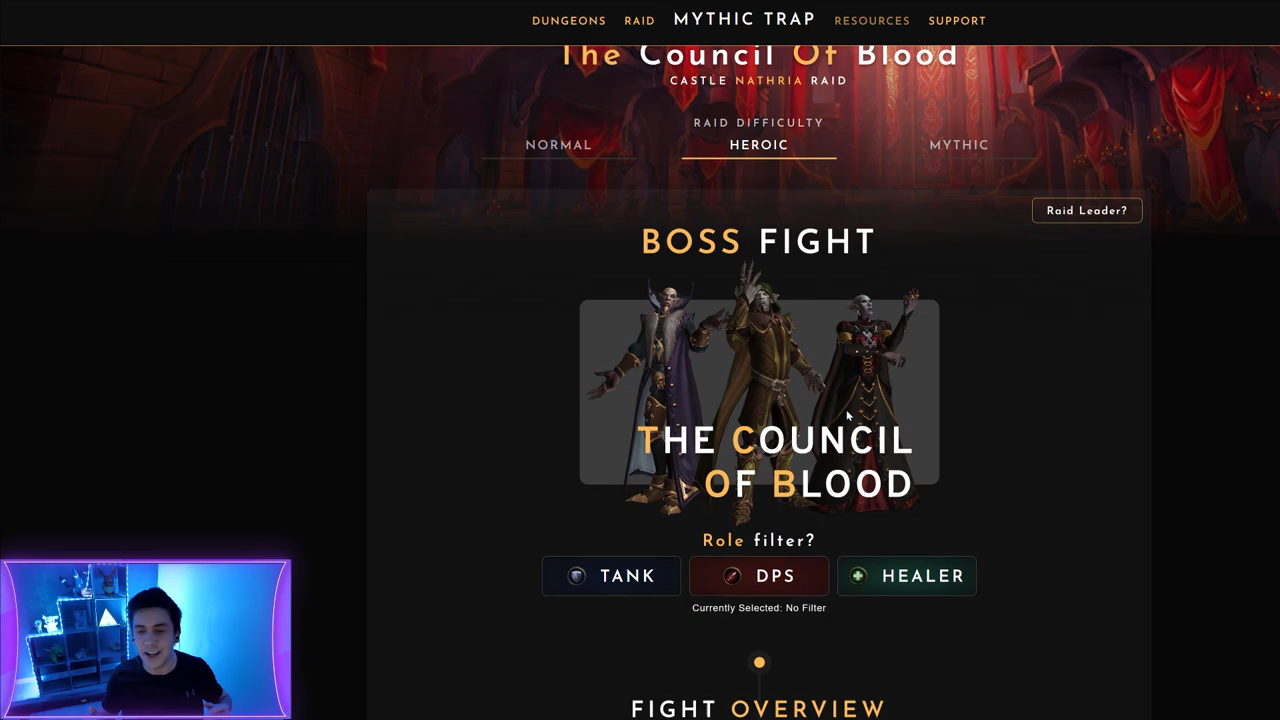 DUNGEONS RAID MYTHIC TRAP RESOURCES SUPPORT
The Council Of Blood
CASTLE NATHRIA RAID
RAID DIFFICULTY
NORMAL HEROIC MYTHIC
Raid Leader?
BOSS FIGHT
THE COUNCIL
OF BLOOD
Role filter?
TANK DPS HEALER
Currently Selected: No Filter
FIGHT OVERVIEW